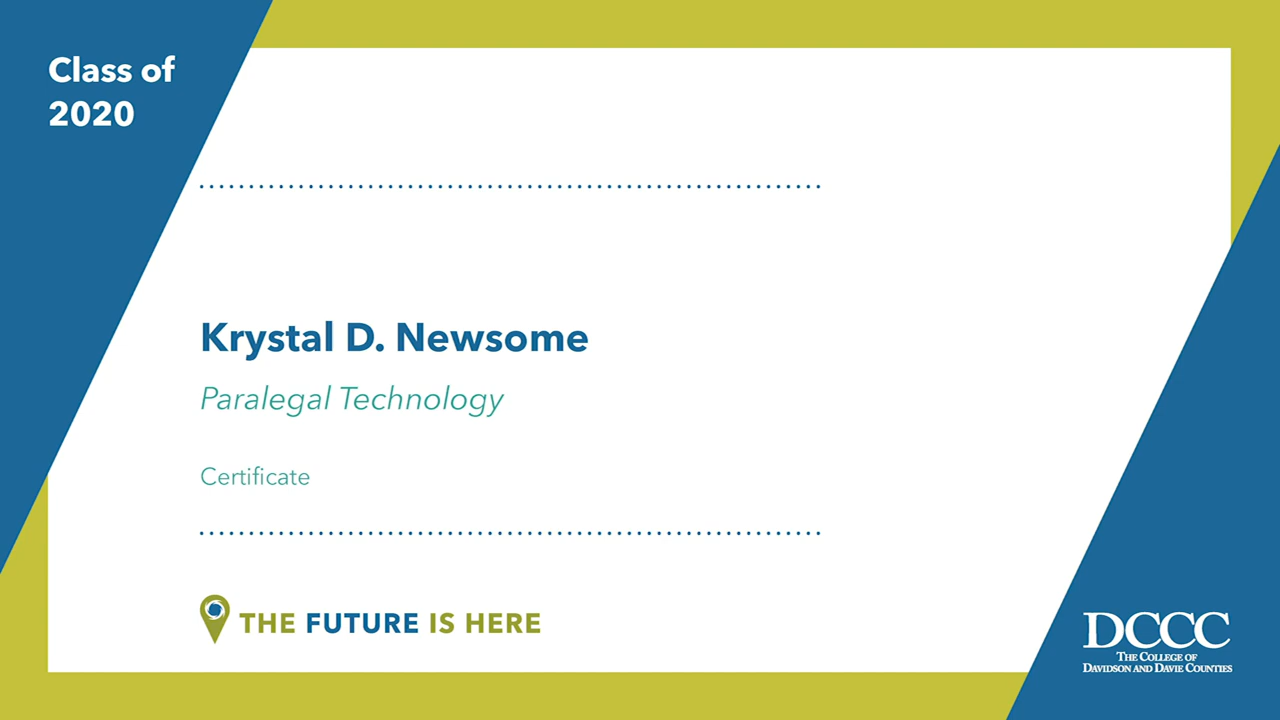 Class of
2020
Krystal D. Newsome
Paralegal Technology
Certificate
THE FUTURE IS HERE
DCCC
THE COLLEGE OF
DAVIDSON AND DAVIE COUNTIES